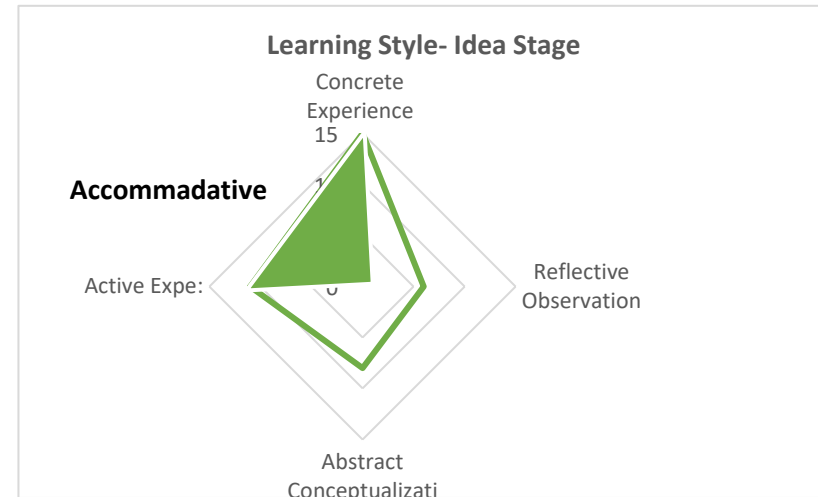 Learning Style- Idea Stage
Concrete
Experience
15
Accommadative
Active Expe:
0
Reflective
Observation
Abstract
Conceptualizati